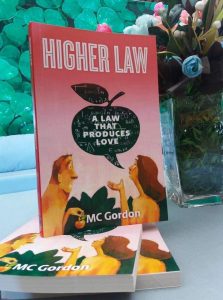 HIGHER LAW
A LAW
THAT
PRODUCES
LOVE
MC Gordon
MC Gordon